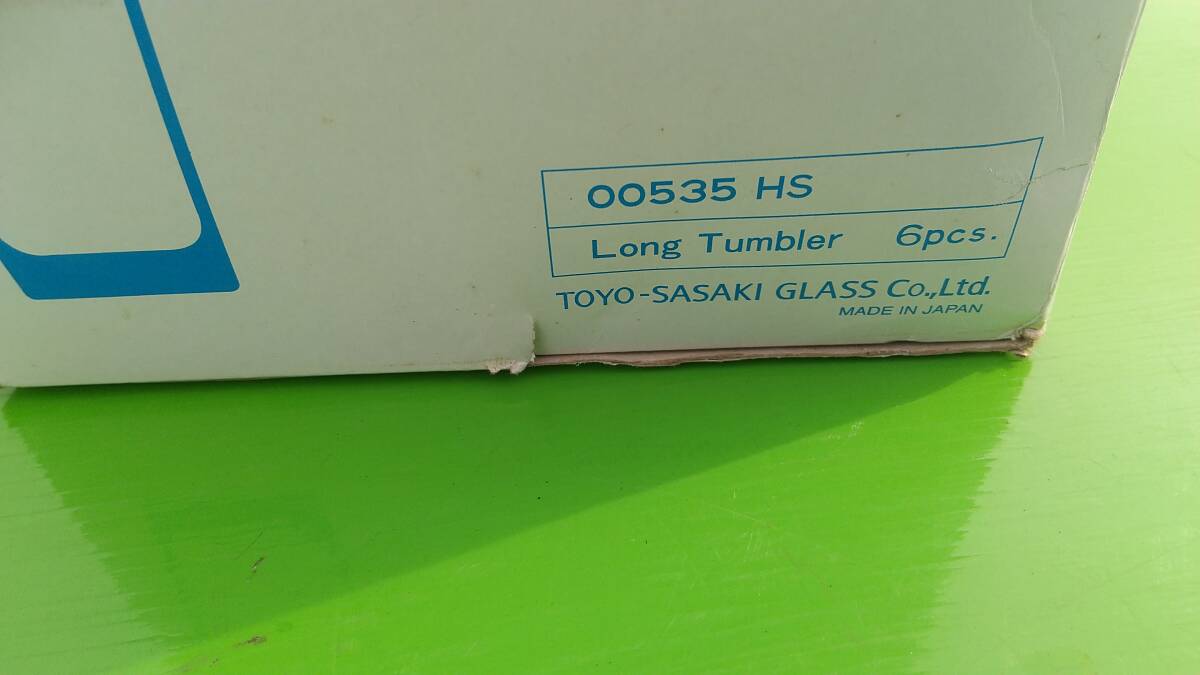 00535 HS
Long Tumbler 6pcs.
TOYO-SASAKI GLASS Co.,Ltd.
MADE IN JAPAN